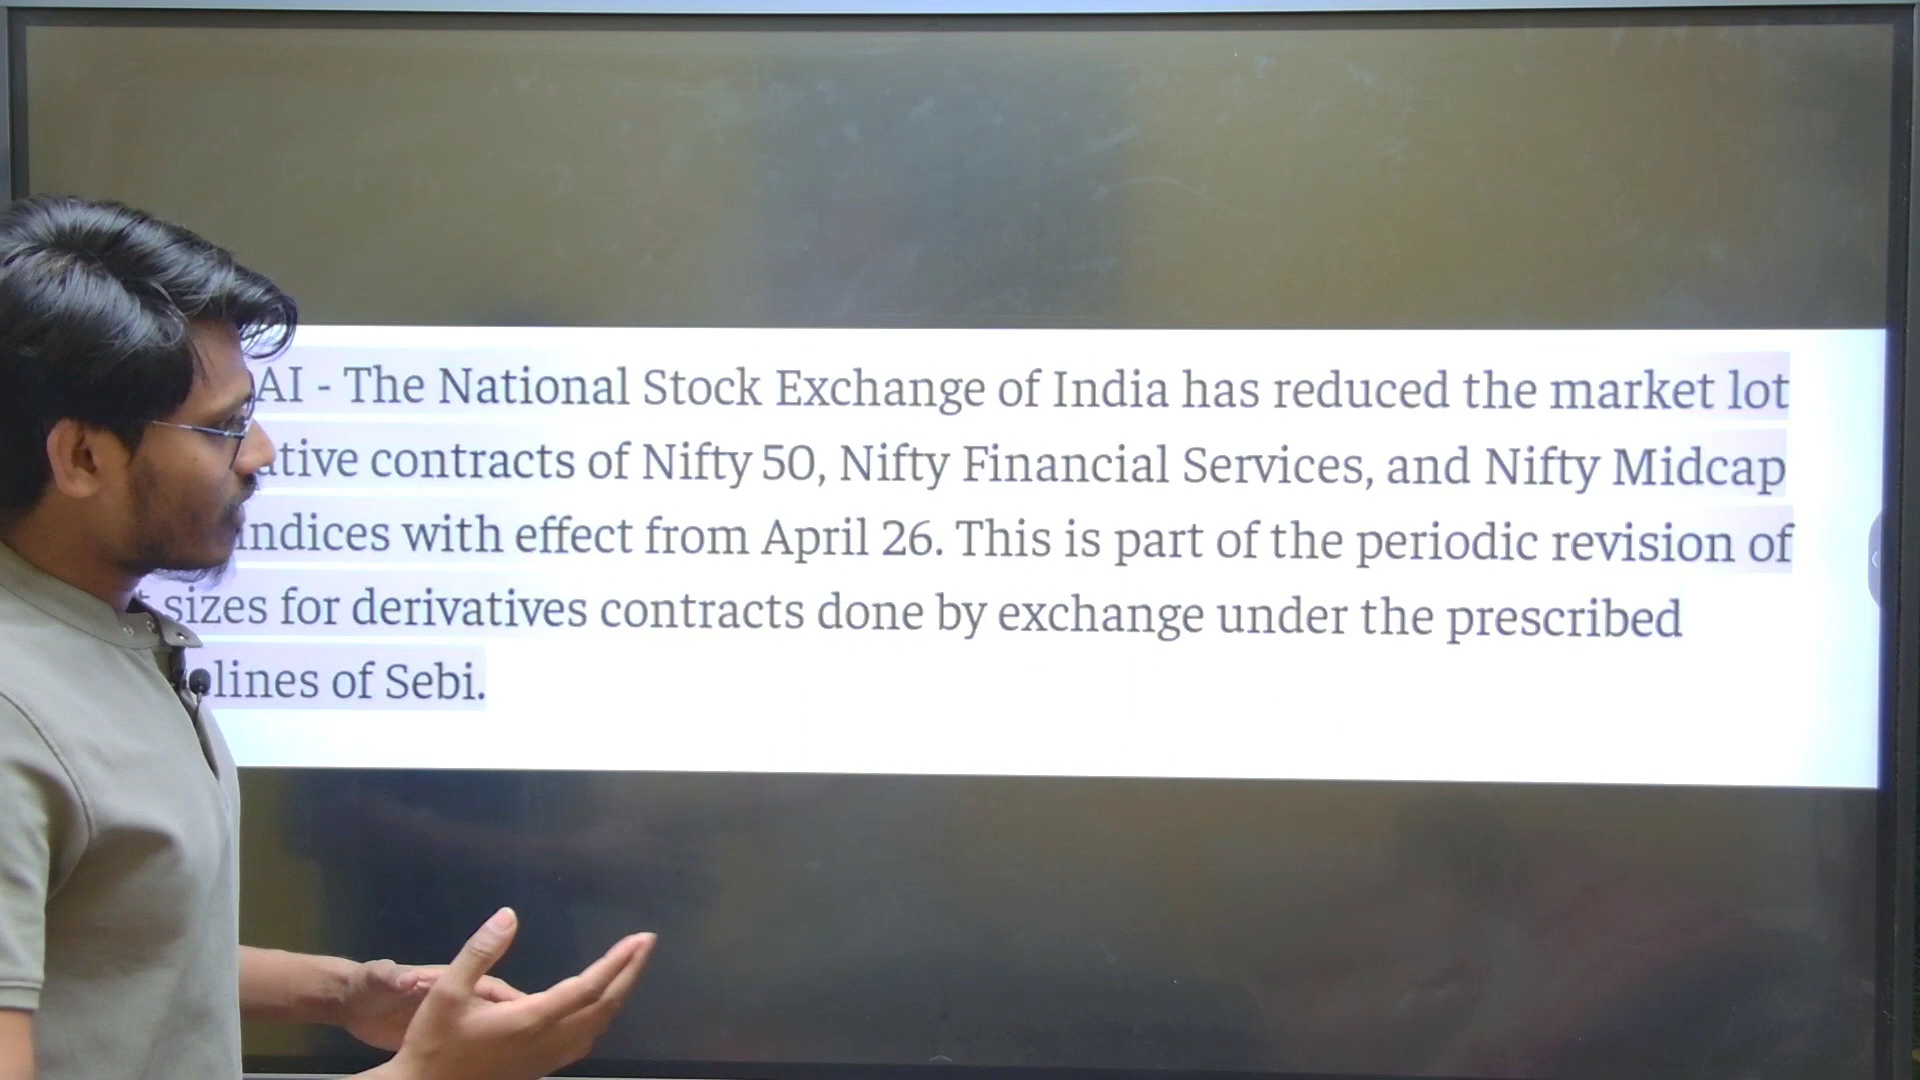 AI - The National Stock Exchange of India has reduced the market lot
contracts of Nifty 50, Nifty Financial Services, and Nifty Midcap
indices with effect from April 26. This is part of the periodic revision of
sizes for derivatives contracts done by exchange under the prescribed
lines of Sebi.